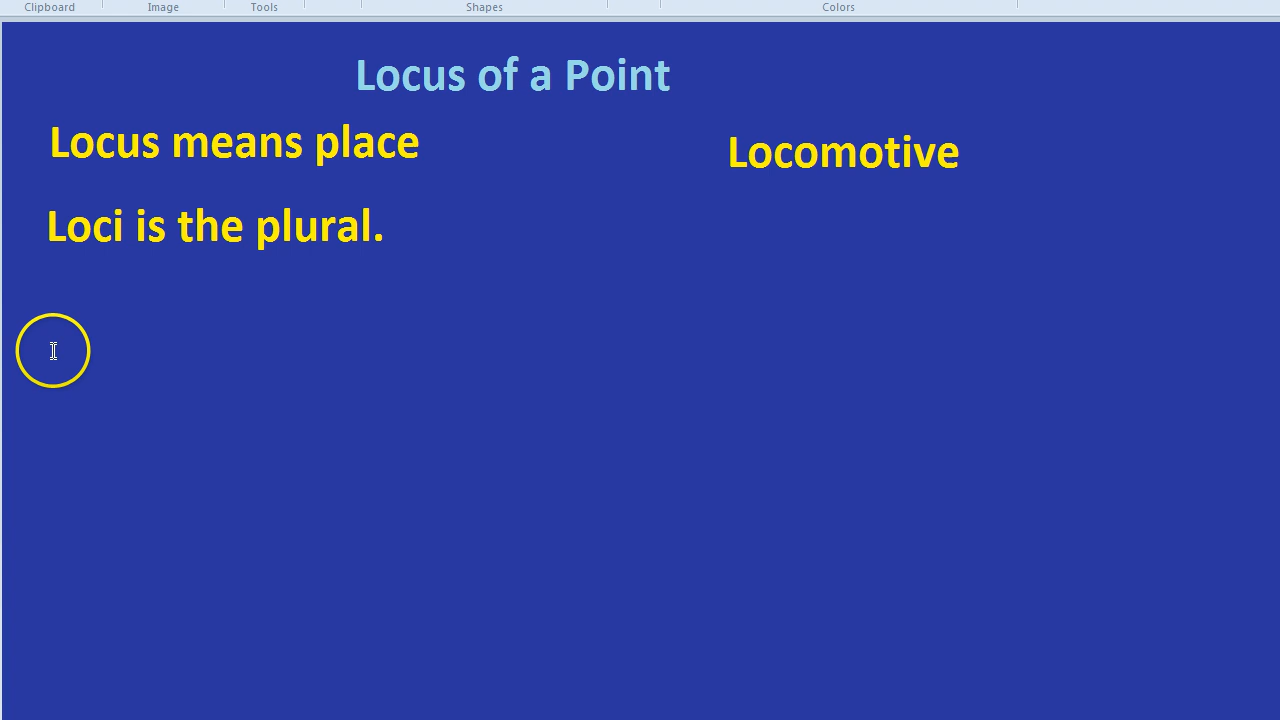 Clipboard Image Tools Shapes Colors
Locus of a Point
Locus means place
Locomotive
Loci is the plural.